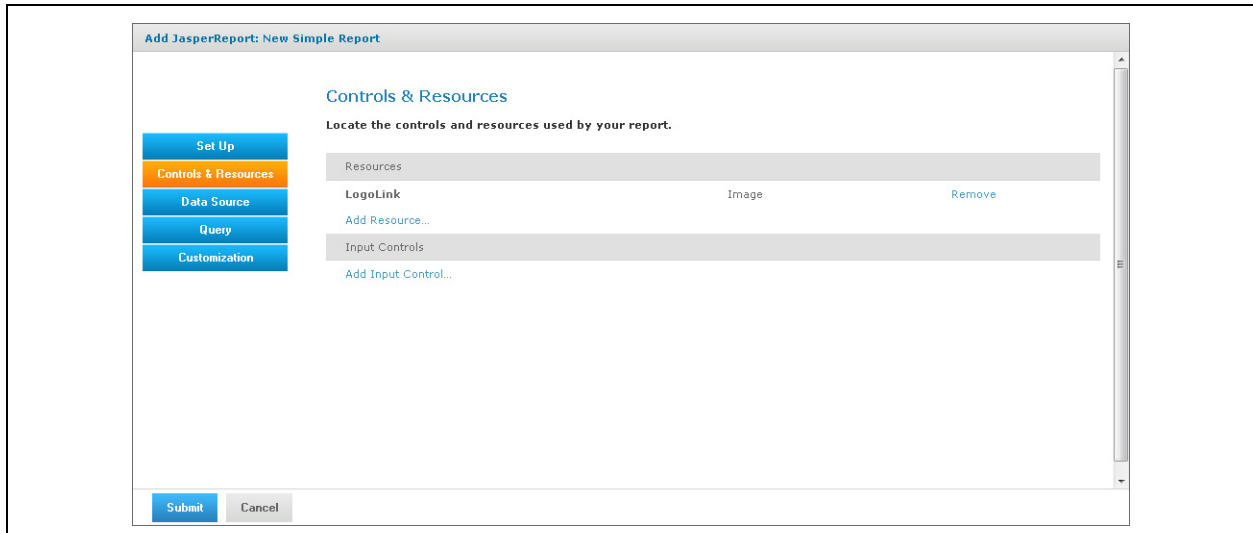 Add JasperReport: New Simple Report
Controls & Resources
Locate the controls and resources used by your report.
Set Up
Controls & Resources
Data Source
Query
Customization
Resources
LogoLink Image Remove
Add Resource...
Input Controls
Add Input Control...
Submit Cancel